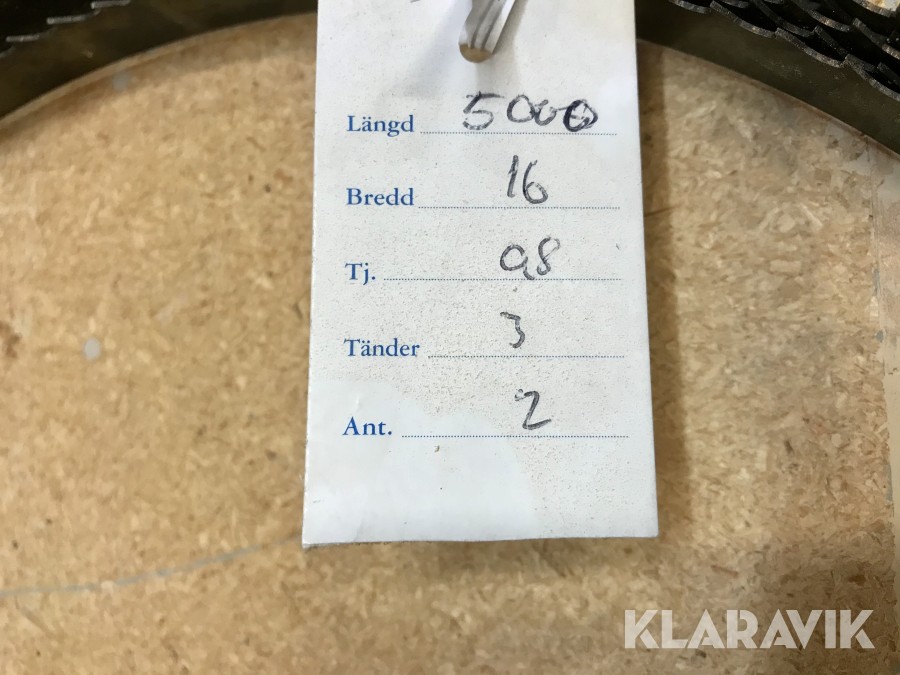 Längd 5000
Bredd 16
Tj. 0,8
Tänder 3
Ant. 2
KLARAVIK